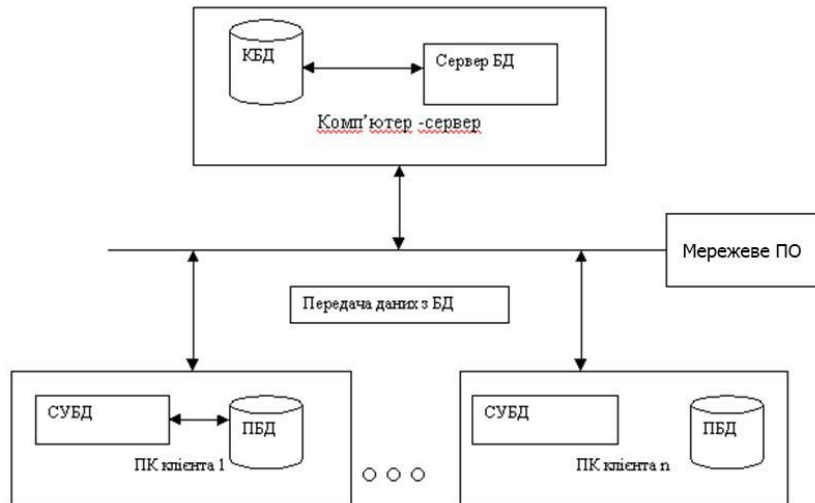 КБД
Сервер БД
Комп’ютер -сервер
Мережеве ПО
Передача даних з БД
СУБД
ПБД
ПК клієнта 1
СУБД
ПБД
ПК клієнта n